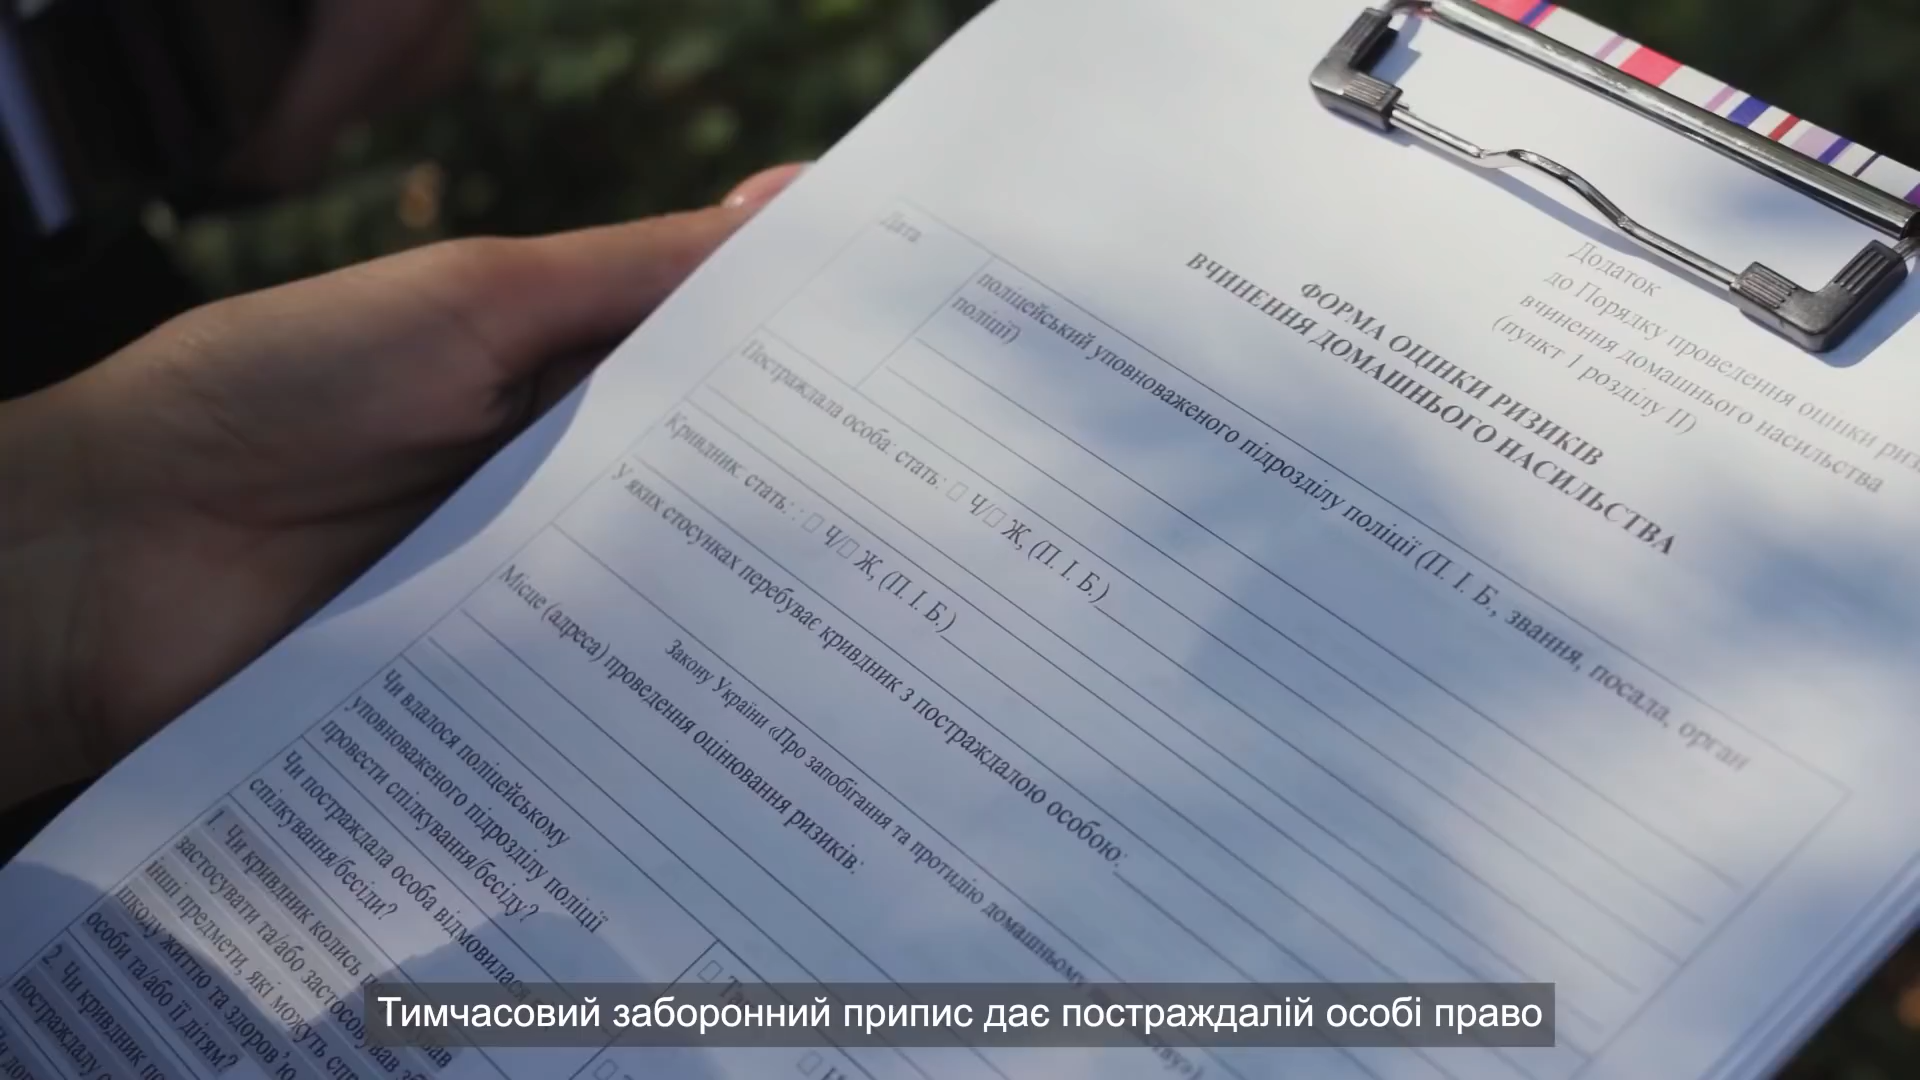 Додаток
до Порядку проведення оцінки
вчинення домашнього насильства
(пункт 1 розділу II)
ФОРМА ОЦІНКИ РИЗИКІВ
ВЧИНЕННЯ ДОМАШНЬОГО НАСИЛЬСТВА
Дата
поліцейський уповноваженого підрозділу поліції (П. І. Б., звання, посада, орган
поліції)
Постраждала особа: стать: □ Ч/□ Ж, (П. І. Б.)
Кривдник: стать: : □ Ч/□ Ж, (П. І. Б.)
У яких стосунках перебуває кривдник з постраждалою особою:
Закону України «Про запобігання та протидію домашньому
Місце (адреса) проведення оцінювання ризиків:
Чи вдалося поліцейському
уповноваженого підрозділу поліції
провести спілкування/бесіду?
Чи постраждала особа відмовилася
спілкування/бесіди?
1. Чи кривдник колись
застосувати та/або застосовував
інші предмети, які можуть
шкоду життю та здоров’ю
особи та/або її дітям?
2. Чи кривдник
постраждалу
Тимчасовий заборонний припис дає постраждалій особі право